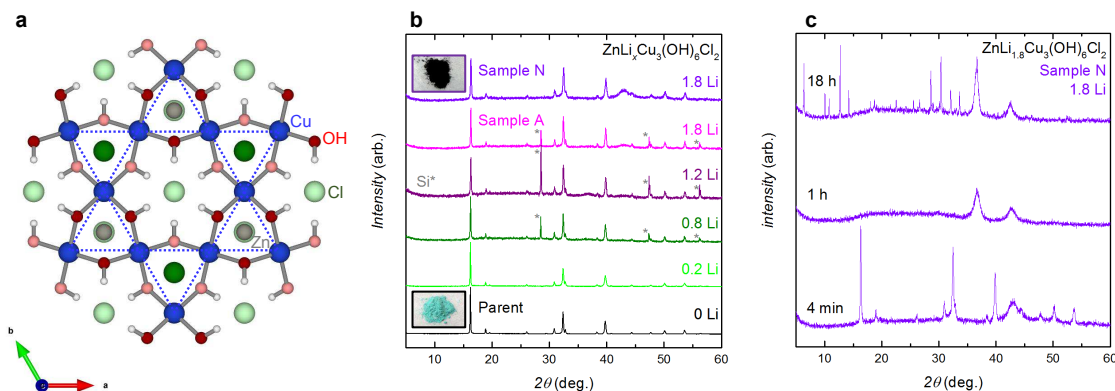 a
Cu
OH
Cl
Zn
b
a
b
ZnLixCu3(OH)6Cl2
Sample N
1.8 Li
Sample A
1.8 Li
*
*
*
*
Si*
*
1.2 Li
*
*
*
0.8 Li
*
*
0.2 Li
Parent
0 Li
Intensity (arb.)
5 10 20 30 40 50 60
2θ (deg.)
c
ZnLi1.8Cu3(OH)6Cl2
Sample N
1.8 Li
18 h
1 h
4 min
intensity (arb.)
10 20 30 40 50 60
2θ (deg.)